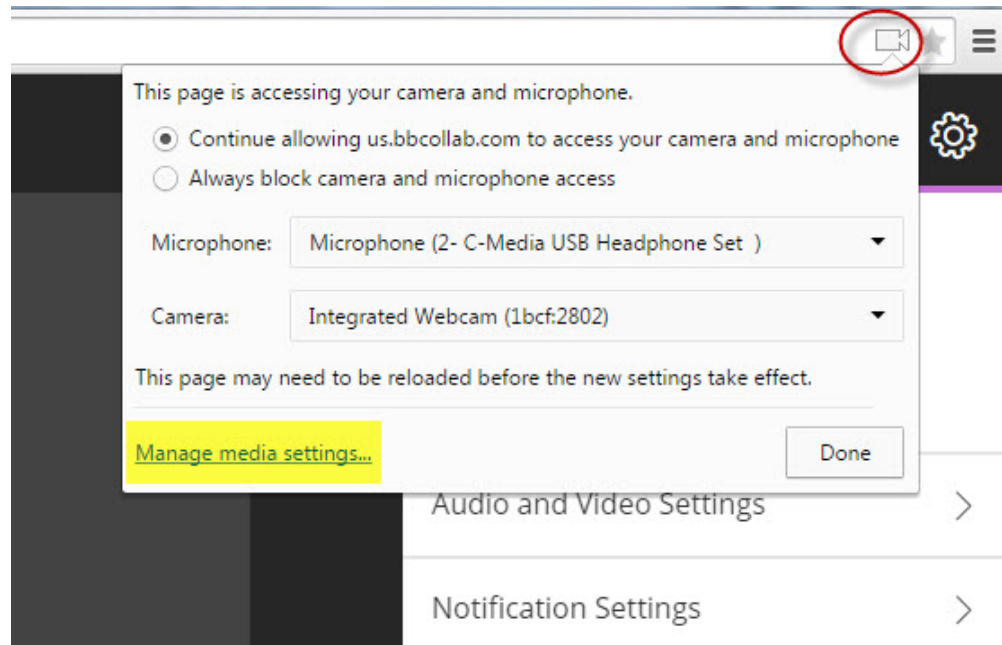 This page is accessing your camera and microphone.
Continue allowing us.bbcollab.com to access your camera and microphone
Always block camera and microphone access
Microphone: Microphone (2- C-Media USB Headphone Set )
Camera: Integrated Webcam (1bcf:2802)
This page may need to be reloaded before the new settings take effect.
Manage media settings... Done
Audio and Video Settings
Notification Settings